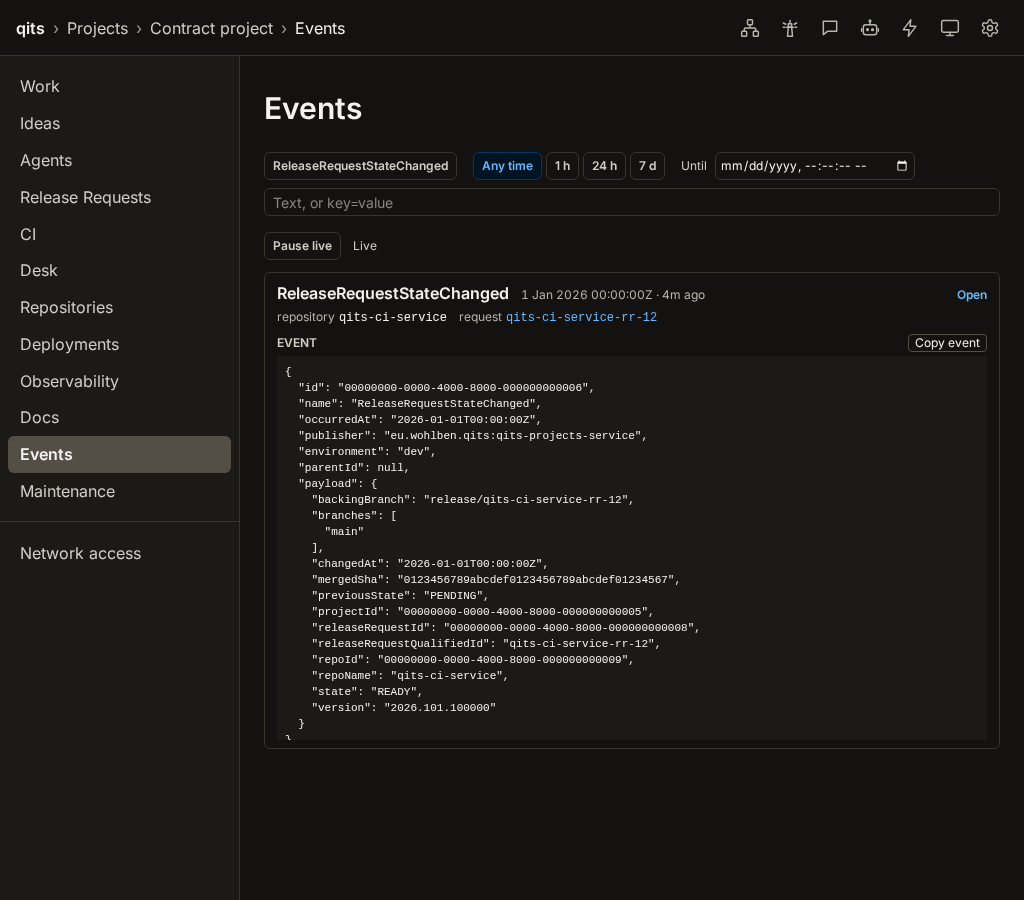 qits › Projects › Contract project › Events
Work
Ideas
Agents
Release Requests
CI
Desk
Repositories
Deployments
Observability
Docs
Events
Maintenance
Network access
Events
ReleaseRequestStateChanged Any time 1 h 24 h 7 d Until mm/dd/yyyy, --:--:-- --
Text, or key=value
Pause live Live
ReleaseRequestStateChanged 1 Jan 2026 00:00:00Z · 4m ago Open
repository qits-ci-service request qits-ci-service-rr-12
EVENT Copy event
{
  "id": "00000000-0000-4000-8000-000000000006",
  "name": "ReleaseRequestStateChanged",
  "occurredAt": "2026-01-01T00:00:00Z",
  "publisher": "eu.wohlben.qits:qits-projects-service",
  "environment": "dev",
  "parentId": null,
  "payload": {
    "backingBranch": "release/qits-ci-service-rr-12",
    "branches": [
      "main"
    ],
    "changedAt": "2026-01-01T00:00:00Z",
    "mergedSha": "0123456789abcdef0123456789abcdef01234567",
    "previousState": "PENDING",
    "projectId": "00000000-0000-4000-8000-000000000005",
    "releaseRequestId": "00000000-0000-4000-8000-000000000008",
    "releaseRequestQualifiedId": "qits-ci-service-rr-12",
    "repoId": "00000000-0000-4000-8000-000000000009",
    "repoName": "qits-ci-service",
    "state": "READY",
    "version": "2026.101.100000"
  }
}